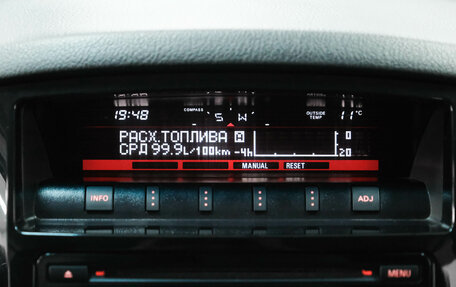 COMPASS
OUTSIDE TEMP
19:48 S W 11°C
РАСХ.ТОПЛИВА 0
СРД 99.9L/100km -4h 20
MANUAL RESET
INFO ADJ
MENU